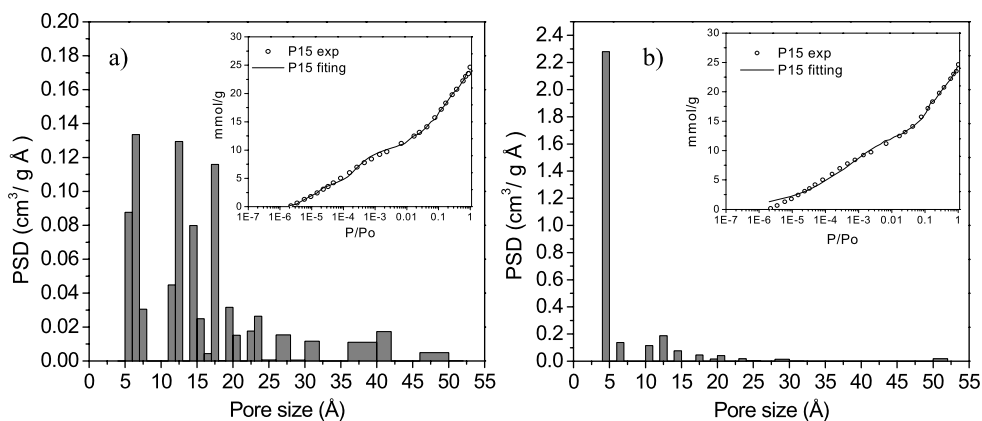 a)
PSD (cm³/ g Å)
0.20
0.18
0.16
0.14
0.12
0.10
0.08
0.06
0.04
0.02
0.00
0 5 10 15 20 25 30 35 40 45 50 55
Pore size (Å)
P15 exp
P15 fiting
mmol/g
30
25
20
15
10
5
0
1E-7 1E-6 1E-5 1E-4 1E-3 0.01 0.1 1
P/Po
b)
PSD (cm³/ g Å)
2.4
2.2
2.0
1.8
1.6
1.4
1.2
1.0
0.8
0.6
0.4
0.2
0.0
0 5 10 15 20 25 30 35 40 45 50 55
Pore size (Å)
P15 exp
P15 fitting
mmol/g
30
25
20
15
10
5
0
1E-7 1E-6 1E-5 1E-4 1E-3 0.01 0.1 1
P/Po